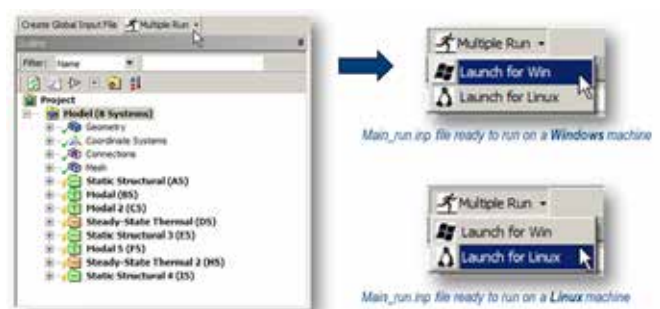 Create Global Input File Multiple Run
Filter: Name
Project
Model (8 Systems)
Geometry
Coordinate Systems
Connections
Mesh
Static Structural (A5)
Modal (B5)
Modal 2 (C5)
Steady-State Thermal (D5)
Static Structural 3 (E5)
Modal 5 (F5)
Steady-State Thermal 2 (H5)
Static Structural 4 (I5)
Multiple Run
Launch for Win
Launch for Linux
Main_run.inp file ready to run on a Windows machine
Multiple Run
Launch for Win
Launch for Linux
Main_run.inp file ready to run on a Linux machine